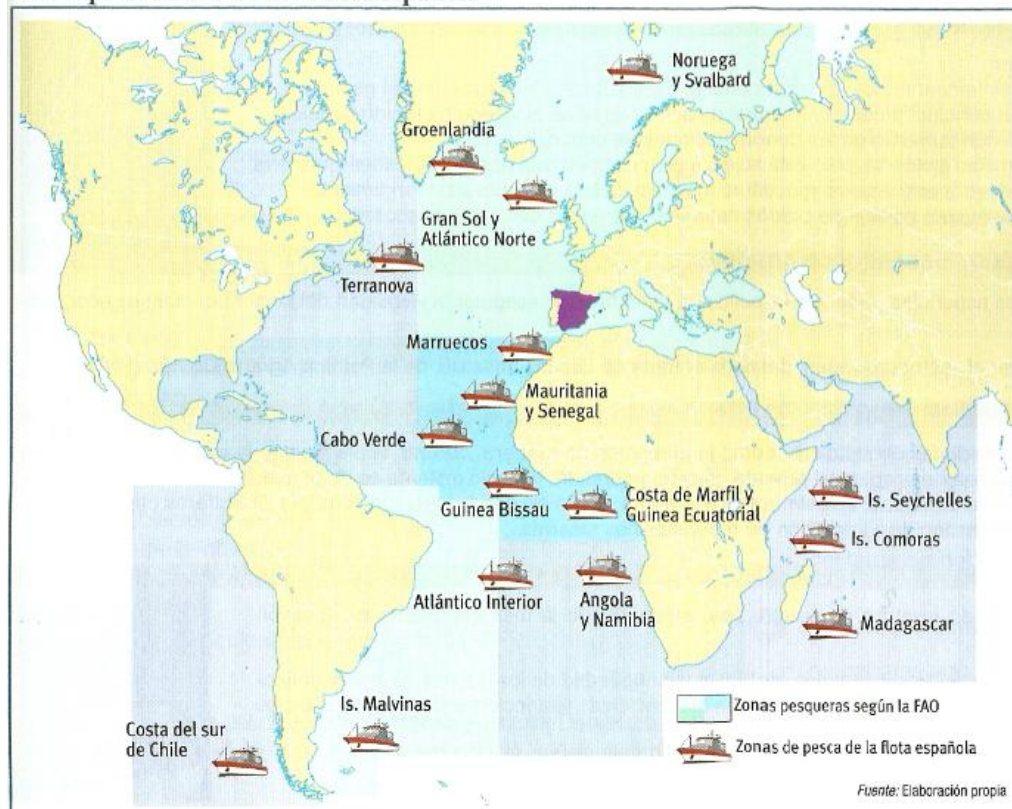 Noruega
y Svalbard
Groenlandia
Gran Sol y
Atlántico Norte
Terranova
Marruecos
Mauritania
y Senegal
Cabo Verde
Guinea Bissau
Costa de Marfil y
Guinea Ecuatorial
Is. Seychelles
Is. Comoras
Atlántico Interior
Angola
y Namibia
Madagascar
Is. Malvinas
Costa del sur
de Chile
Zonas pesqueras según la FAO
Zonas de pesca de la flota española
Fuente: Elaboración propia